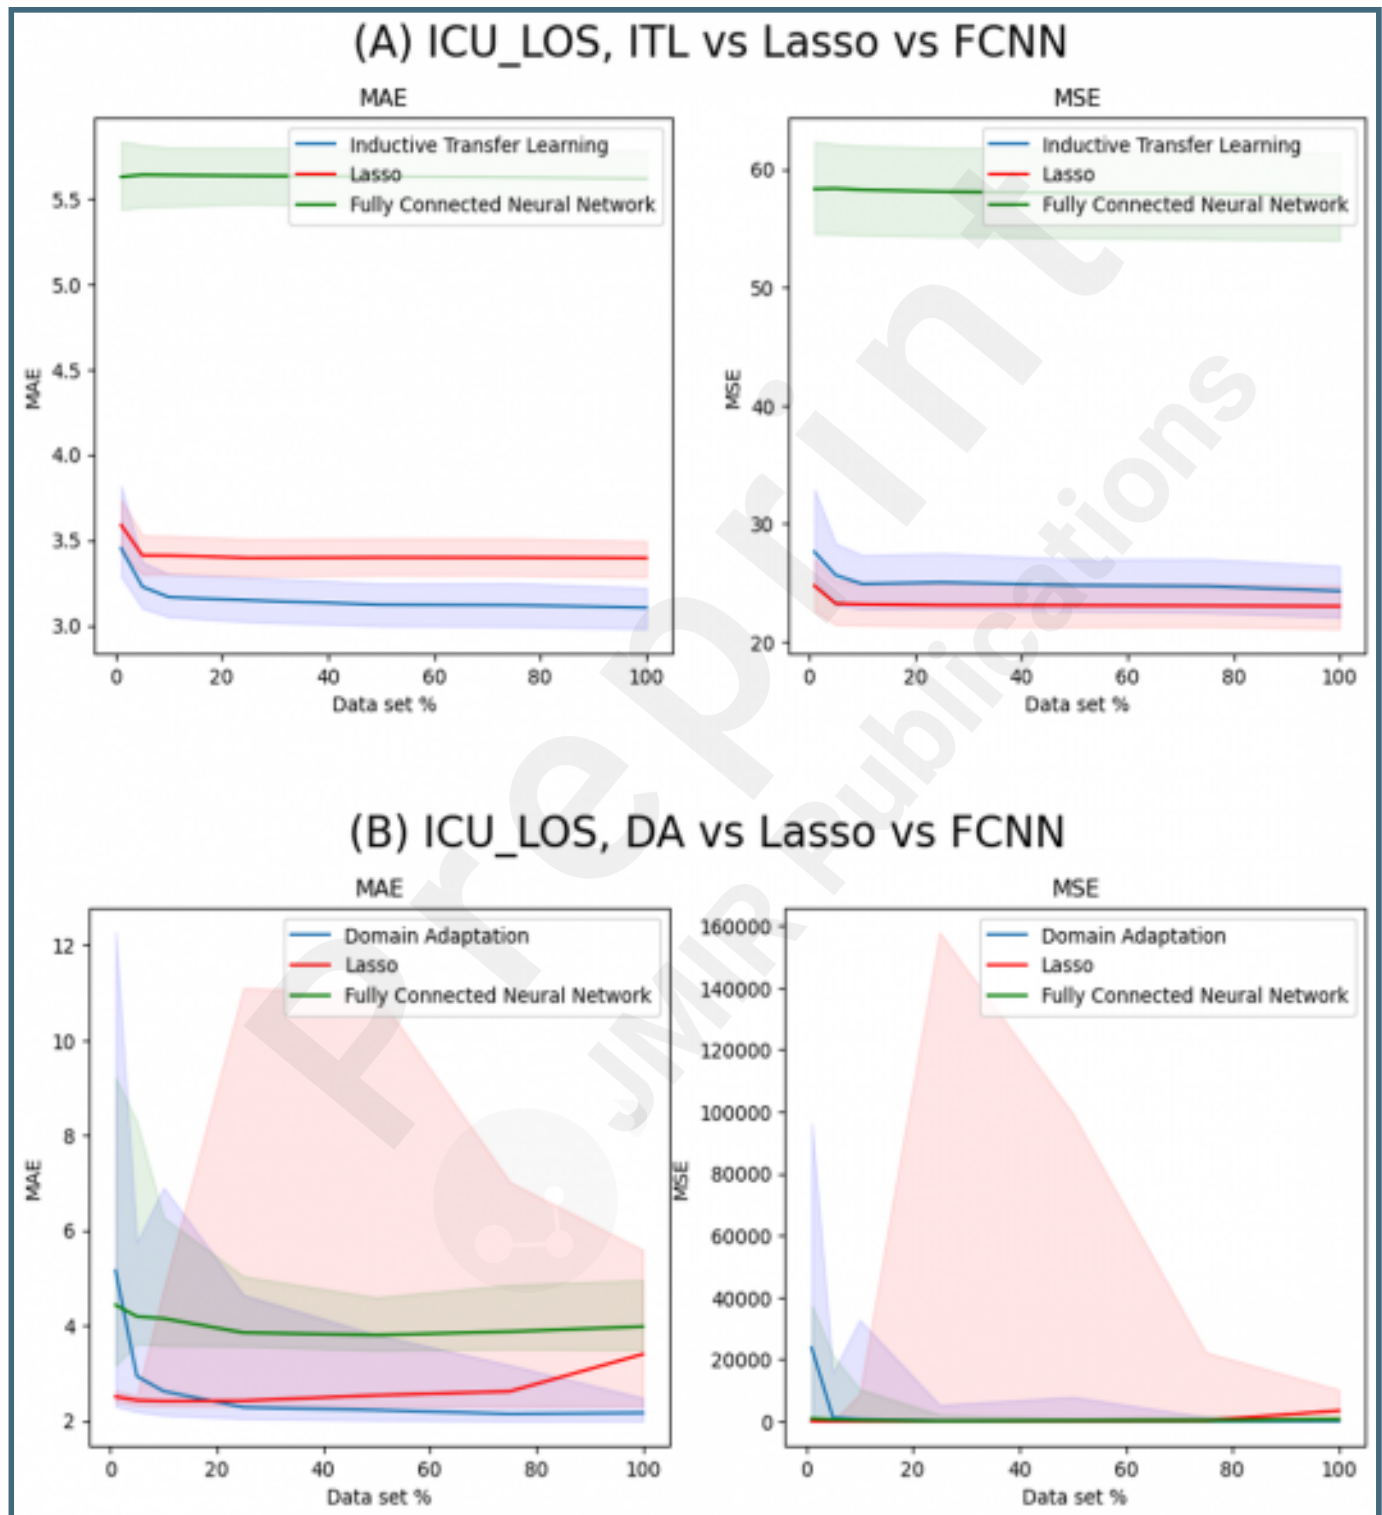 (A) ICU_LOS, ITL vs Lasso vs FCNN
MAE
Inductive Transfer Learning
Lasso
Fully Connected Neural Network
5.5
5.0
4.5
4.0
3.5
3.0
MAE
0 20 40 60 80 100
Data set %
MSE
Inductive Transfer Learning
Lasso
Fully Connected Neural Network
60
50
40
30
20
MSE
0 20 40 60 80 100
Data set %
(B) ICU_LOS, DA vs Lasso vs FCNN
MAE
Domain Adaptation
Lasso
Fully Connected Neural Network
12
10
8
6
4
2
MAE
0 20 40 60 80 100
Data set %
MSE
Domain Adaptation
Lasso
Fully Connected Neural Network
160000
140000
120000
100000
80000
60000
40000
20000
0
MSE
0 20 40 60 80 100
Data set %
Preprint
JMIR Publications